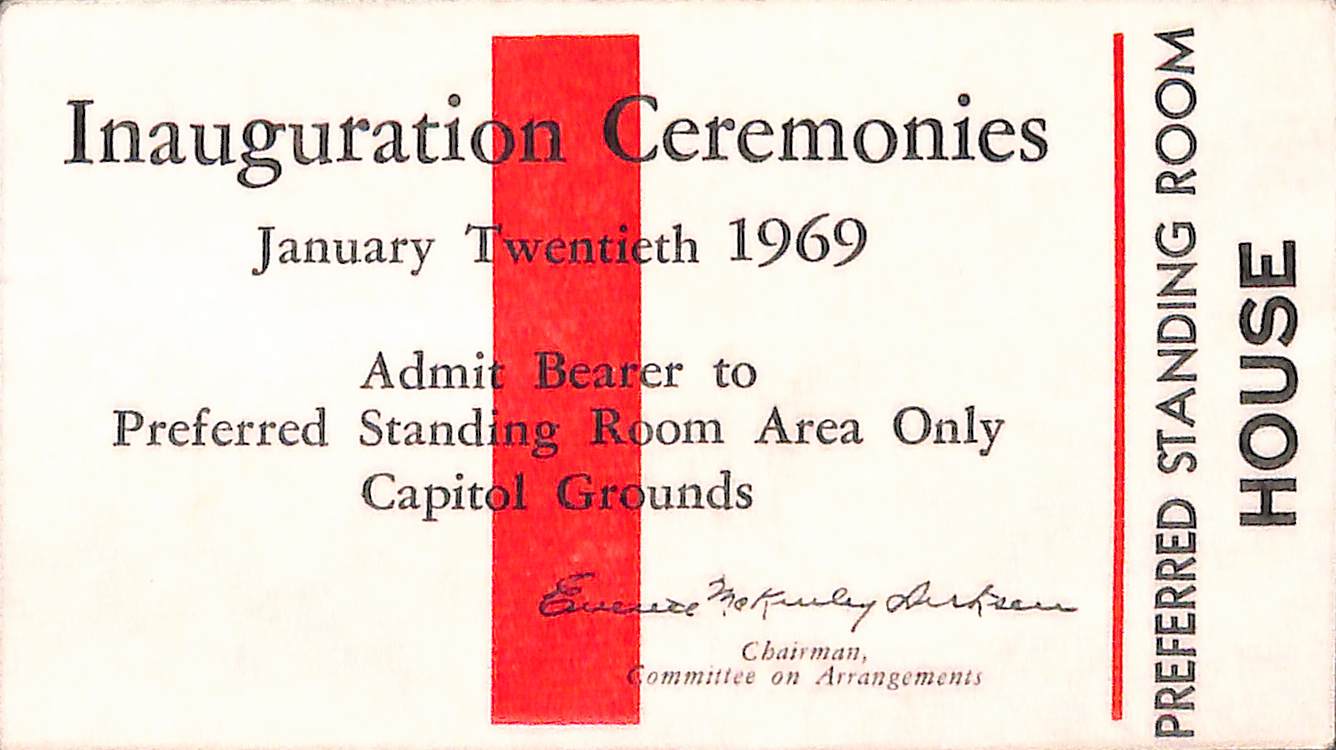 Inauguration Ceremonies
January Twentieth 1969
Admit Bearer to
Preferred Standing Room Area Only
Capitol Grounds
Everett McKinley Dirksen
Chairman,
Committee on Arrangements
PREFERRED STANDING ROOM
HOUSE